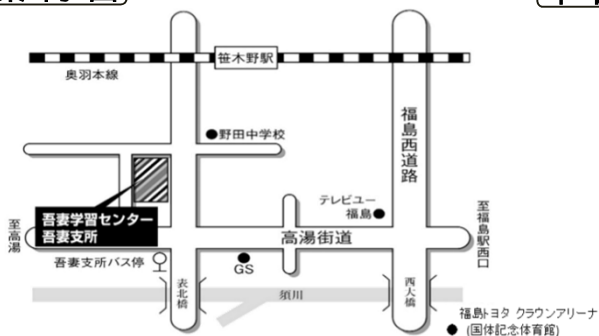 笹木野駅
奥羽本線
野田中学校
福島西道路
テレビユー
福島
吾妻学習センター
吾妻支所
至高湯
高湯街道
至福島駅西口
吾妻支所バス停
GS
表北橋
須川
西大橋
福島トヨタ クラウンアリーナ
(国体記念体育館)